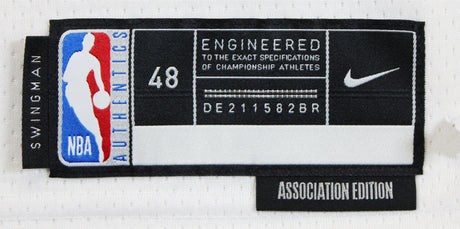 SWINGMAN
NBA
AUTHENTICS
48
ENGINEERED
TO THE EXACT SPECIFICATIONS
OF CHAMPIONSHIP ATHLETES
DE211582BR
ASSOCIATION EDITION